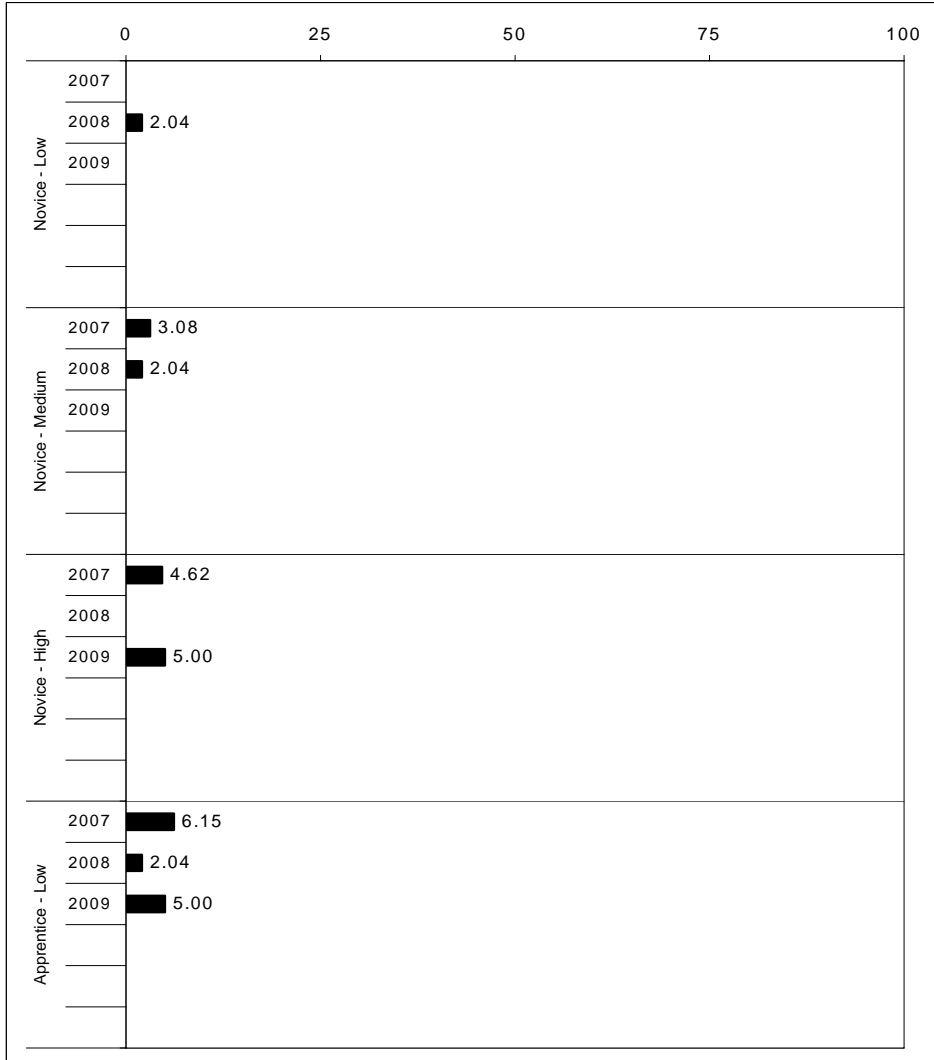 0 25 50 75 100
Novice - Low
2007
2008 2.04
2009
Novice - Medium
2007 3.08
2008 2.04
2009
Novice - High
2007 4.62
2008
2009 5.00
Apprentice - Low
2007 6.15
2008 2.04
2009 5.00